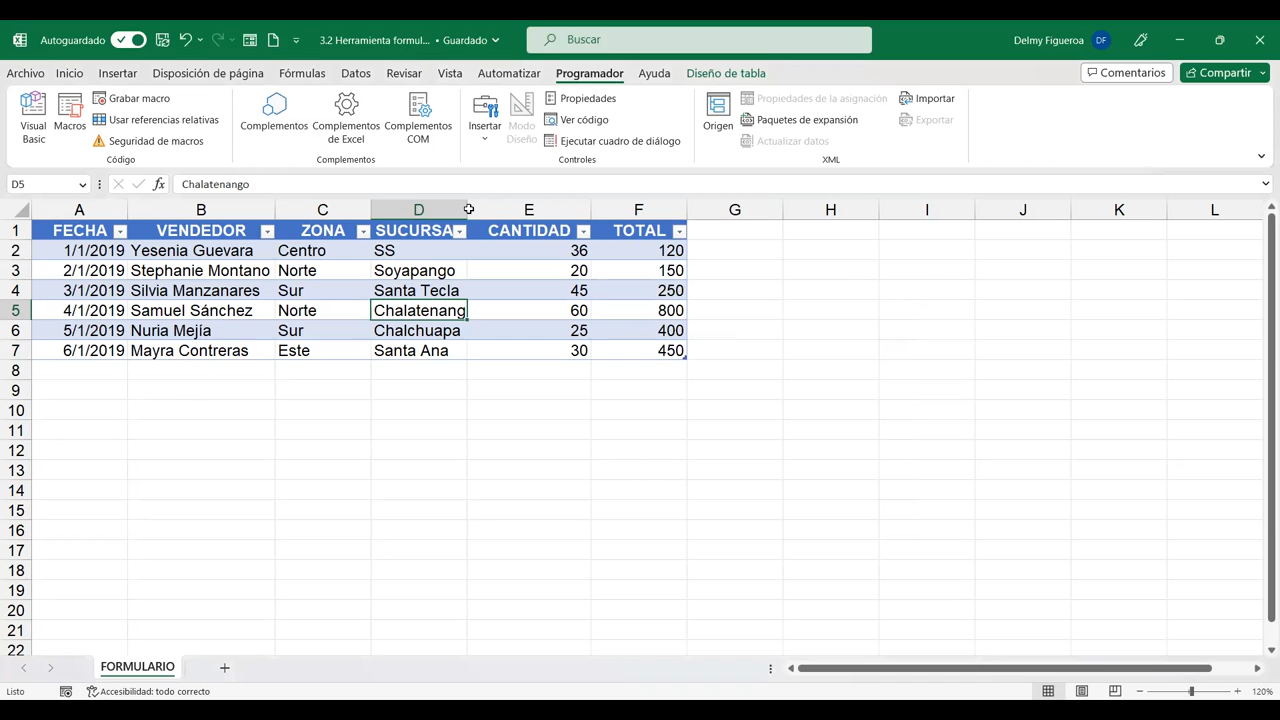 Autoguardado 3.2 Herramienta formul... • Guardado Buscar Delmy Figueroa DF
Archivo Inicio Insertar Disposición de página Fórmulas Datos Revisar Vista Automatizar Programador Ayuda Diseño de tabla Comentarios Compartir
Visual Basic
Macros
Grabar macro
Usar referencias relativas
Seguridad de macros
Código
Complementos
Complementos de Excel
Complementos COM
Complementos
Insertar
Modo Diseño
Propiedades
Ver código
Ejecutar cuadro de diálogo
Controles
Origen
Propiedades de la asignación
Paquetes de expansión
Actualizar datos
Importar
Exportar
XML
D5 fx Chalatenango
A B C D E F G H I J K L
1 FECHA VENDEDOR ZONA SUCURSA CANTIDAD TOTAL
2 1/1/2019 Yesenia Guevara Centro SS 36 120
3 2/1/2019 Stephanie Montano Norte Soyapango 20 150
4 3/1/2019 Silvia Manzanares Sur Santa Tecla 45 250
5 4/1/2019 Samuel Sánchez Norte Chalatenang 60 800
6 5/1/2019 Nuria Mejía Sur Chalchuapa 25 400
7 6/1/2019 Mayra Contreras Este Santa Ana 30 450
8
9
10
11
12
13
14
15
16
17
18
19
20
21
22
FORMULARIO
Listo Accesibilidad: todo correcto 120%